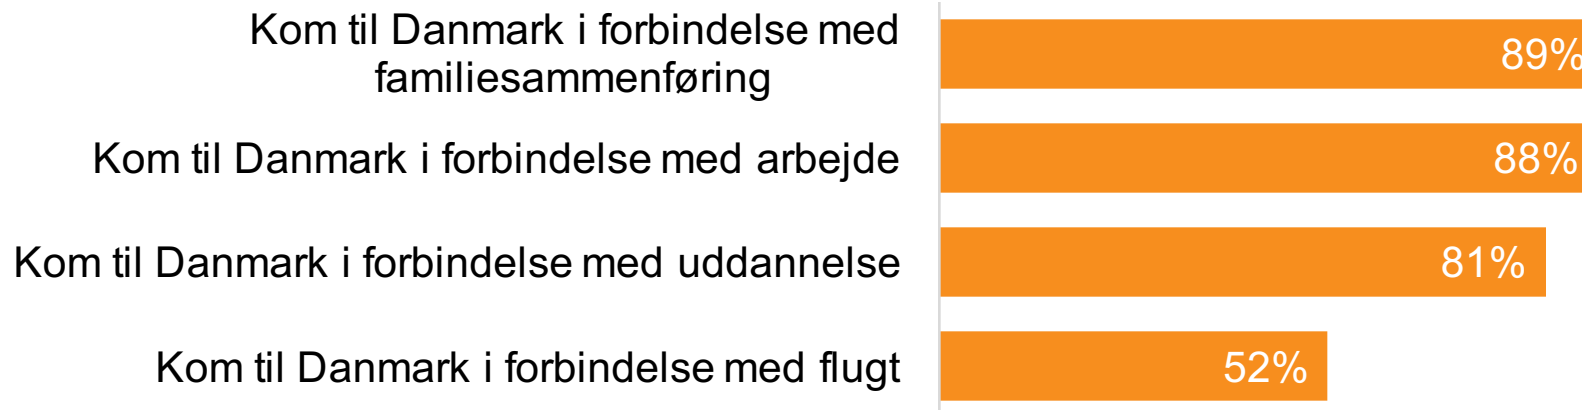 Kom til Danmark i forbindelse med
familiesammenføring
89%
Kom til Danmark i forbindelse med arbejde
88%
Kom til Danmark i forbindelse med uddannelse
81%
Kom til Danmark i forbindelse med flugt
52%